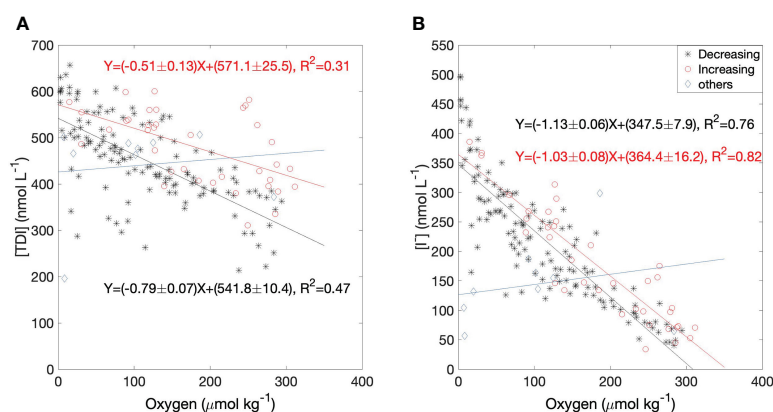 A
B
700
600
500
400
300
200
100
0
[TDI] (nmol L⁻¹)
Y=(-0.51±0.13)X+(571.1±25.5), R²=0.31
Y=(-0.79±0.07)X+(541.8±10.4), R²=0.47
0 100 200 300 400
Oxygen (μmol kg⁻¹)
550
500
450
400
350
300
250
200
150
100
50
0
[I⁻] (nmol L⁻¹)
Decreasing
Increasing
others
Y=(-1.13±0.06)X+(347.5±7.9), R²=0.76
Y=(-1.03±0.08)X+(364.4±16.2), R²=0.82
0 100 200 300 400
Oxygen (μmol kg⁻¹)